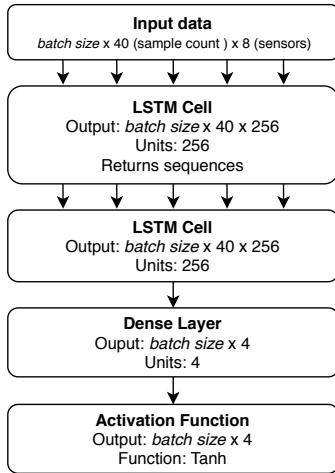 Input data
batch size x 40 (sample count ) x 8 (sensors)
LSTM Cell
Output: batch size x 40 x 256
Units: 256
Returns sequences
LSTM Cell
Output: batch size x 40 x 256
Units: 256
Dense Layer
Ouput: batch size x 4
Units: 4
Activation Function
Output: batch size x 4
Function: Tanh